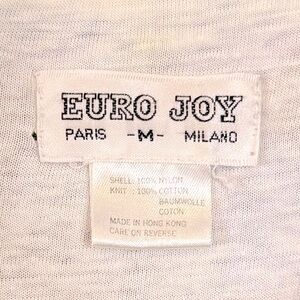 EURO JOY
PARIS -M- MILANO
SHELL: 100% NYLON
KNIT : 100% COTTON
BAUMWOLLE
COTON
MADE IN HONG KONG
CARE ON REVERSE